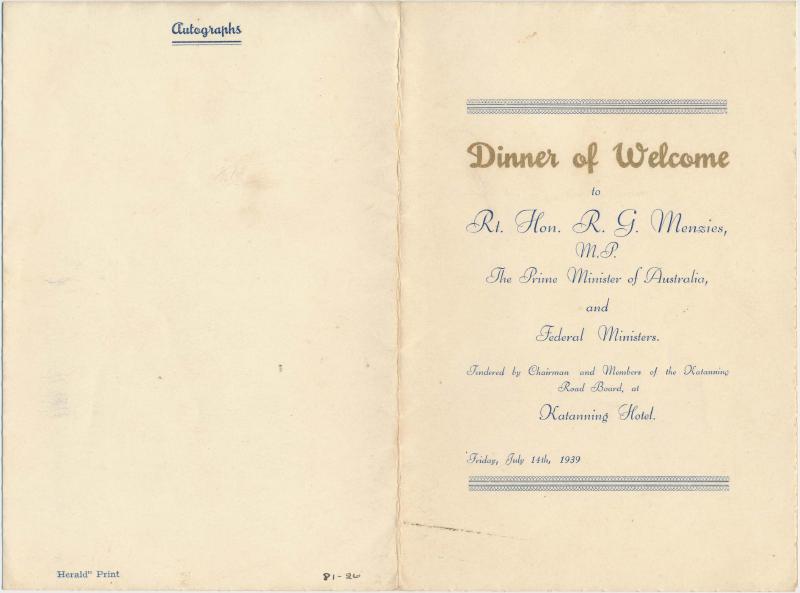 Autographs
Herald" Print
81-26
Dinner of Welcome
to
Rt. Hon. R. G. Menzies,
M.P.
The Prime Minister of Australia,
and
Federal Ministers.
Tendered by Chairman and Members of the Katanning
Road Board, at
Katanning Hotel.
Friday, July 14th, 1939